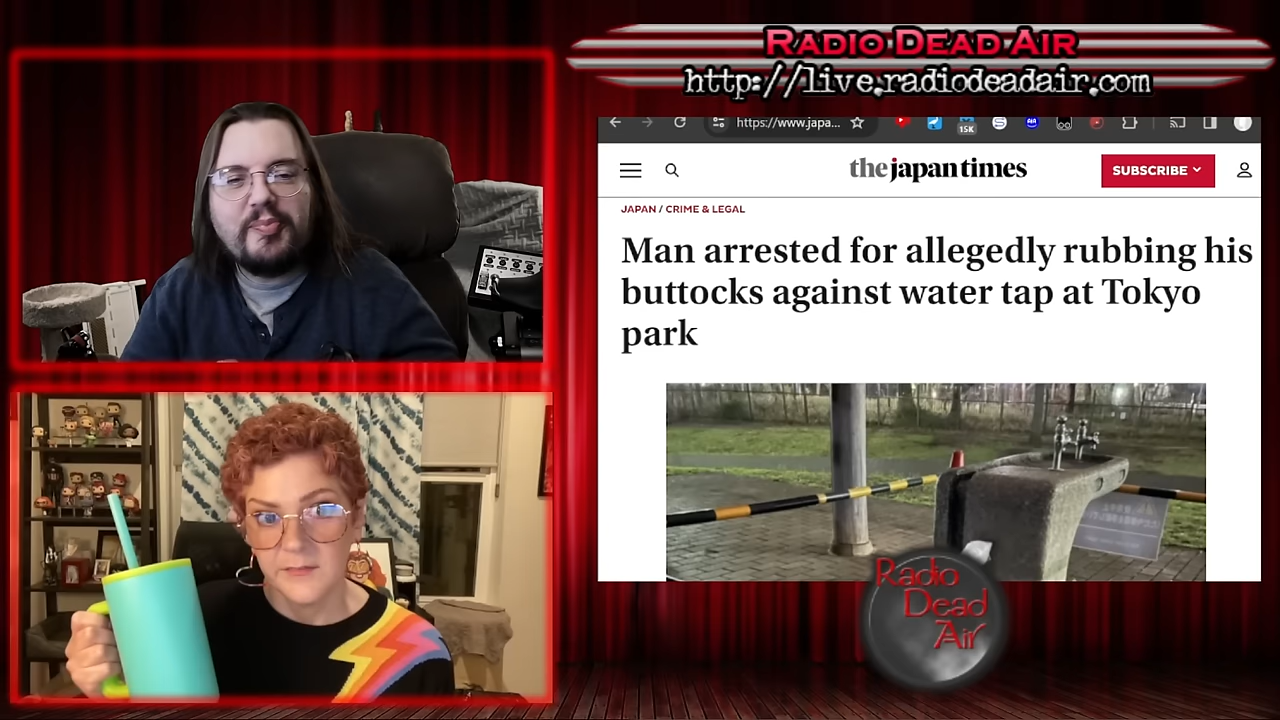 Radio Dead Air
http://live.radiodeadair.com
https://www.japa...
15K
the japan times
SUBSCRIBE
JAPAN / CRIME & LEGAL
Man arrested for allegedly rubbing his
buttocks against water tap at Tokyo
park
Radio
Dead
Air